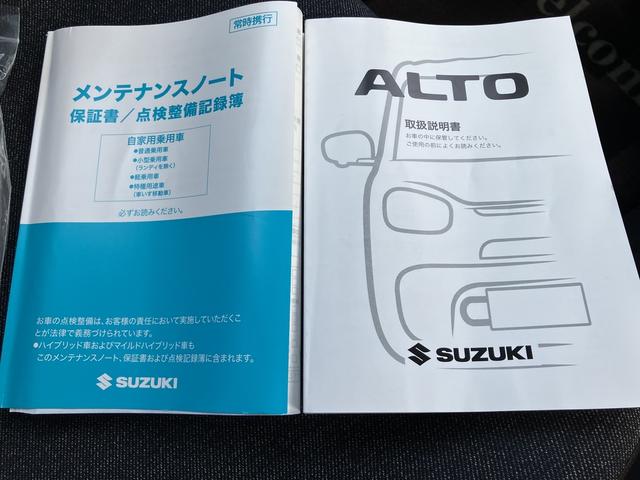 常時携行
メンテナンスノート
保証書/点検整備記録簿
自家用乗用車
●普通乗用車
●小型乗用車
(ランディを除く)
●軽乗用車
●特種用途車
(車いす移動車)
必ずお読みください。
お車の点検整備は、お客様の責任において実施していただくこ
とが法律で義務づけられています。
●ハイブリッド車およびマイルドハイブリッド車も
このメンテナンスノート、保証書および点検記録簿に含まれます。
SUZUKI
ALTO
取扱説明書
お車の中に保管してください。
ご使用の前によくお読みください。
SUZUKI